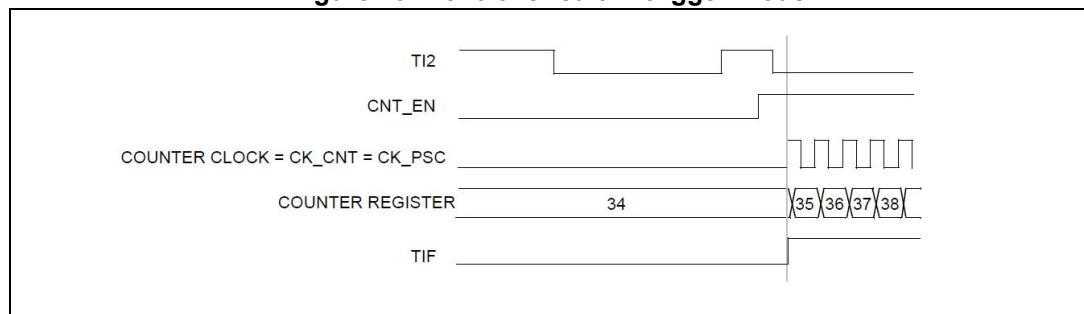 TI2
CNT_EN
COUNTER CLOCK = CK_CNT = CK_PSC
COUNTER REGISTER 34 35 36 37 38
TIF